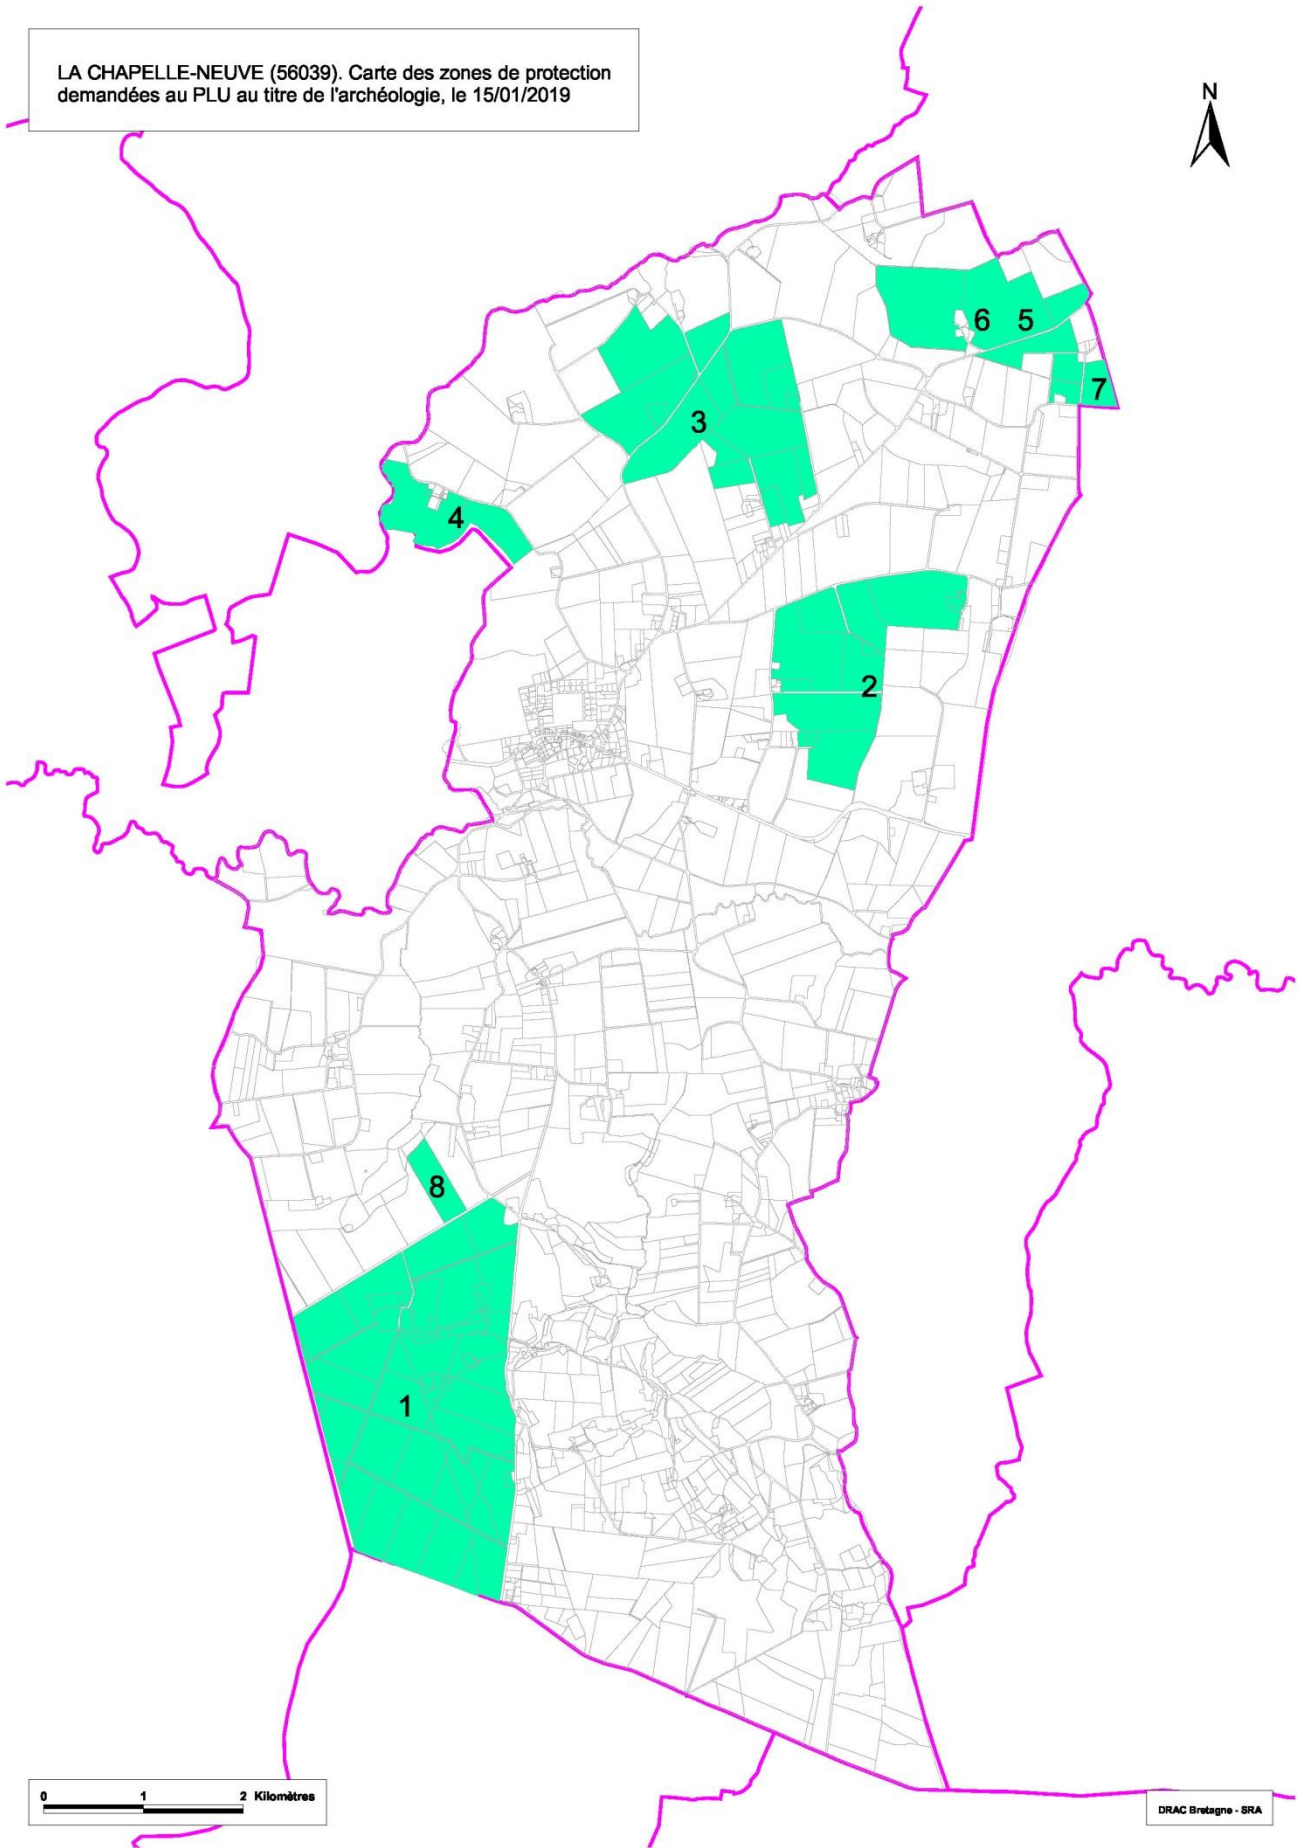 LA CHAPELLE-NEUVE (56039). Carte des zones de protection
demandées au PLU au titre de l'archéologie, le 15/01/2019
N
6 5
7
3
4
2
8
1
0 1 2 Kilomètres
DRAC Bretagne - SRA